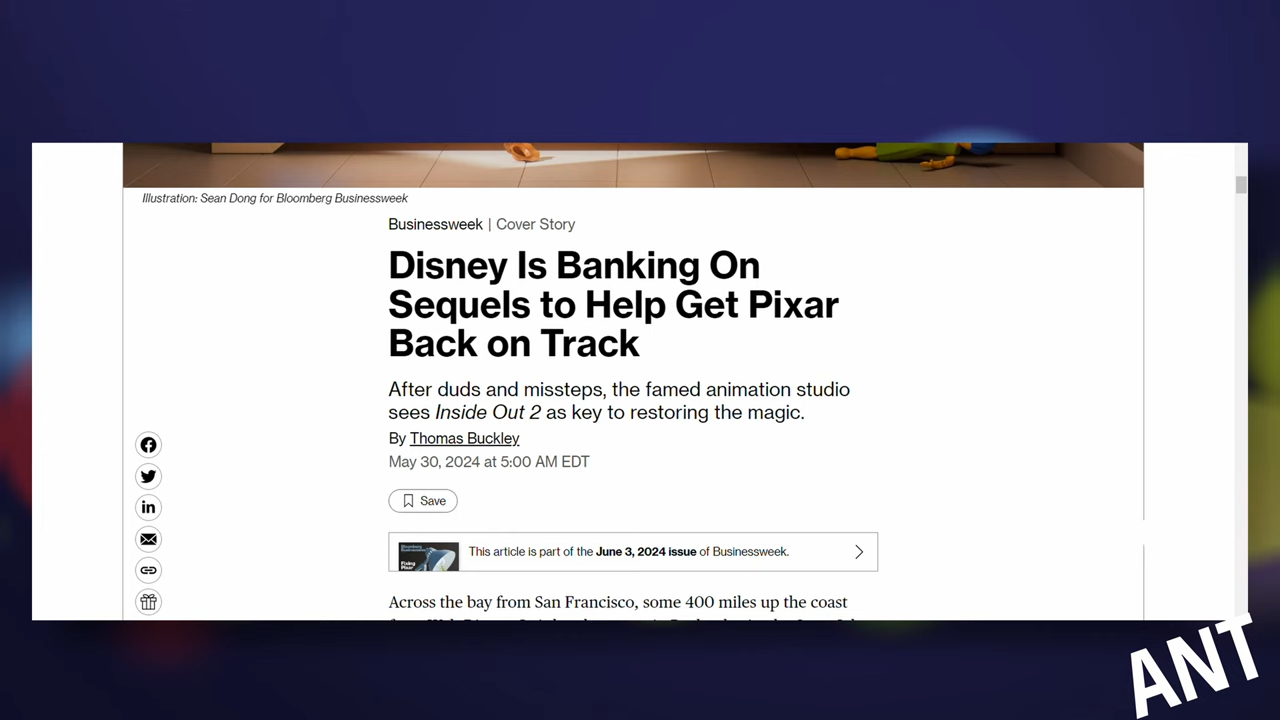 Illustration: Sean Dong for Bloomberg Businessweek
Businessweek | Cover Story
Disney Is Banking On
Sequels to Help Get Pixar
Back on Track
After duds and missteps, the famed animation studio
sees Inside Out 2 as key to restoring the magic.
By Thomas Buckley
May 30, 2024 at 5:00 AM EDT
Save
Bloomberg
Businessweek
Fixing
Pixar
This article is part of the June 3, 2024 issue of Businessweek.
Across the bay from San Francisco, some 400 miles up the coast
ANT